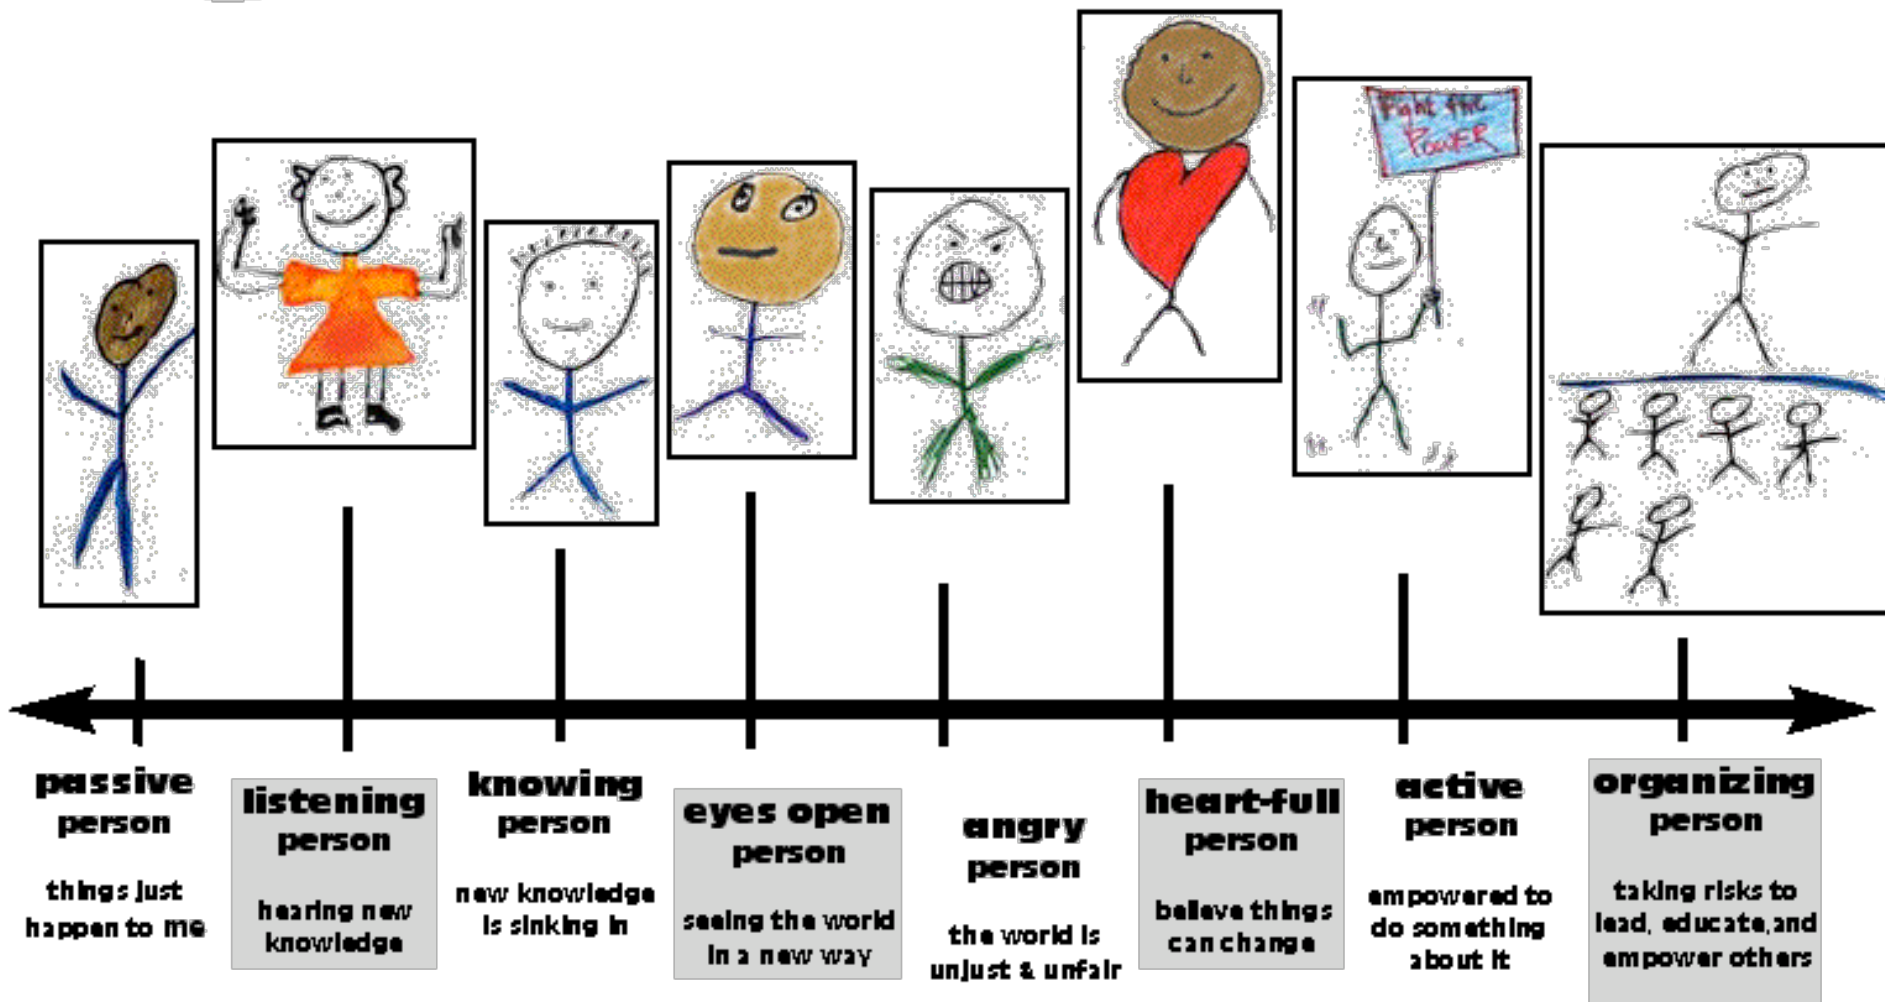 Fight the
POWER
passive
person
things just
happen to me
listening
person
hearing new
knowledge
knowing
person
new knowledge
is sinking in
eyes open
person
seeing the world
in a new way
angry
person
the world is
unjust & unfair
heart-full
person
believe things
can change
active
person
empowered to
do something
about it
organizing
person
taking risks to
lead, educate, and
empower others